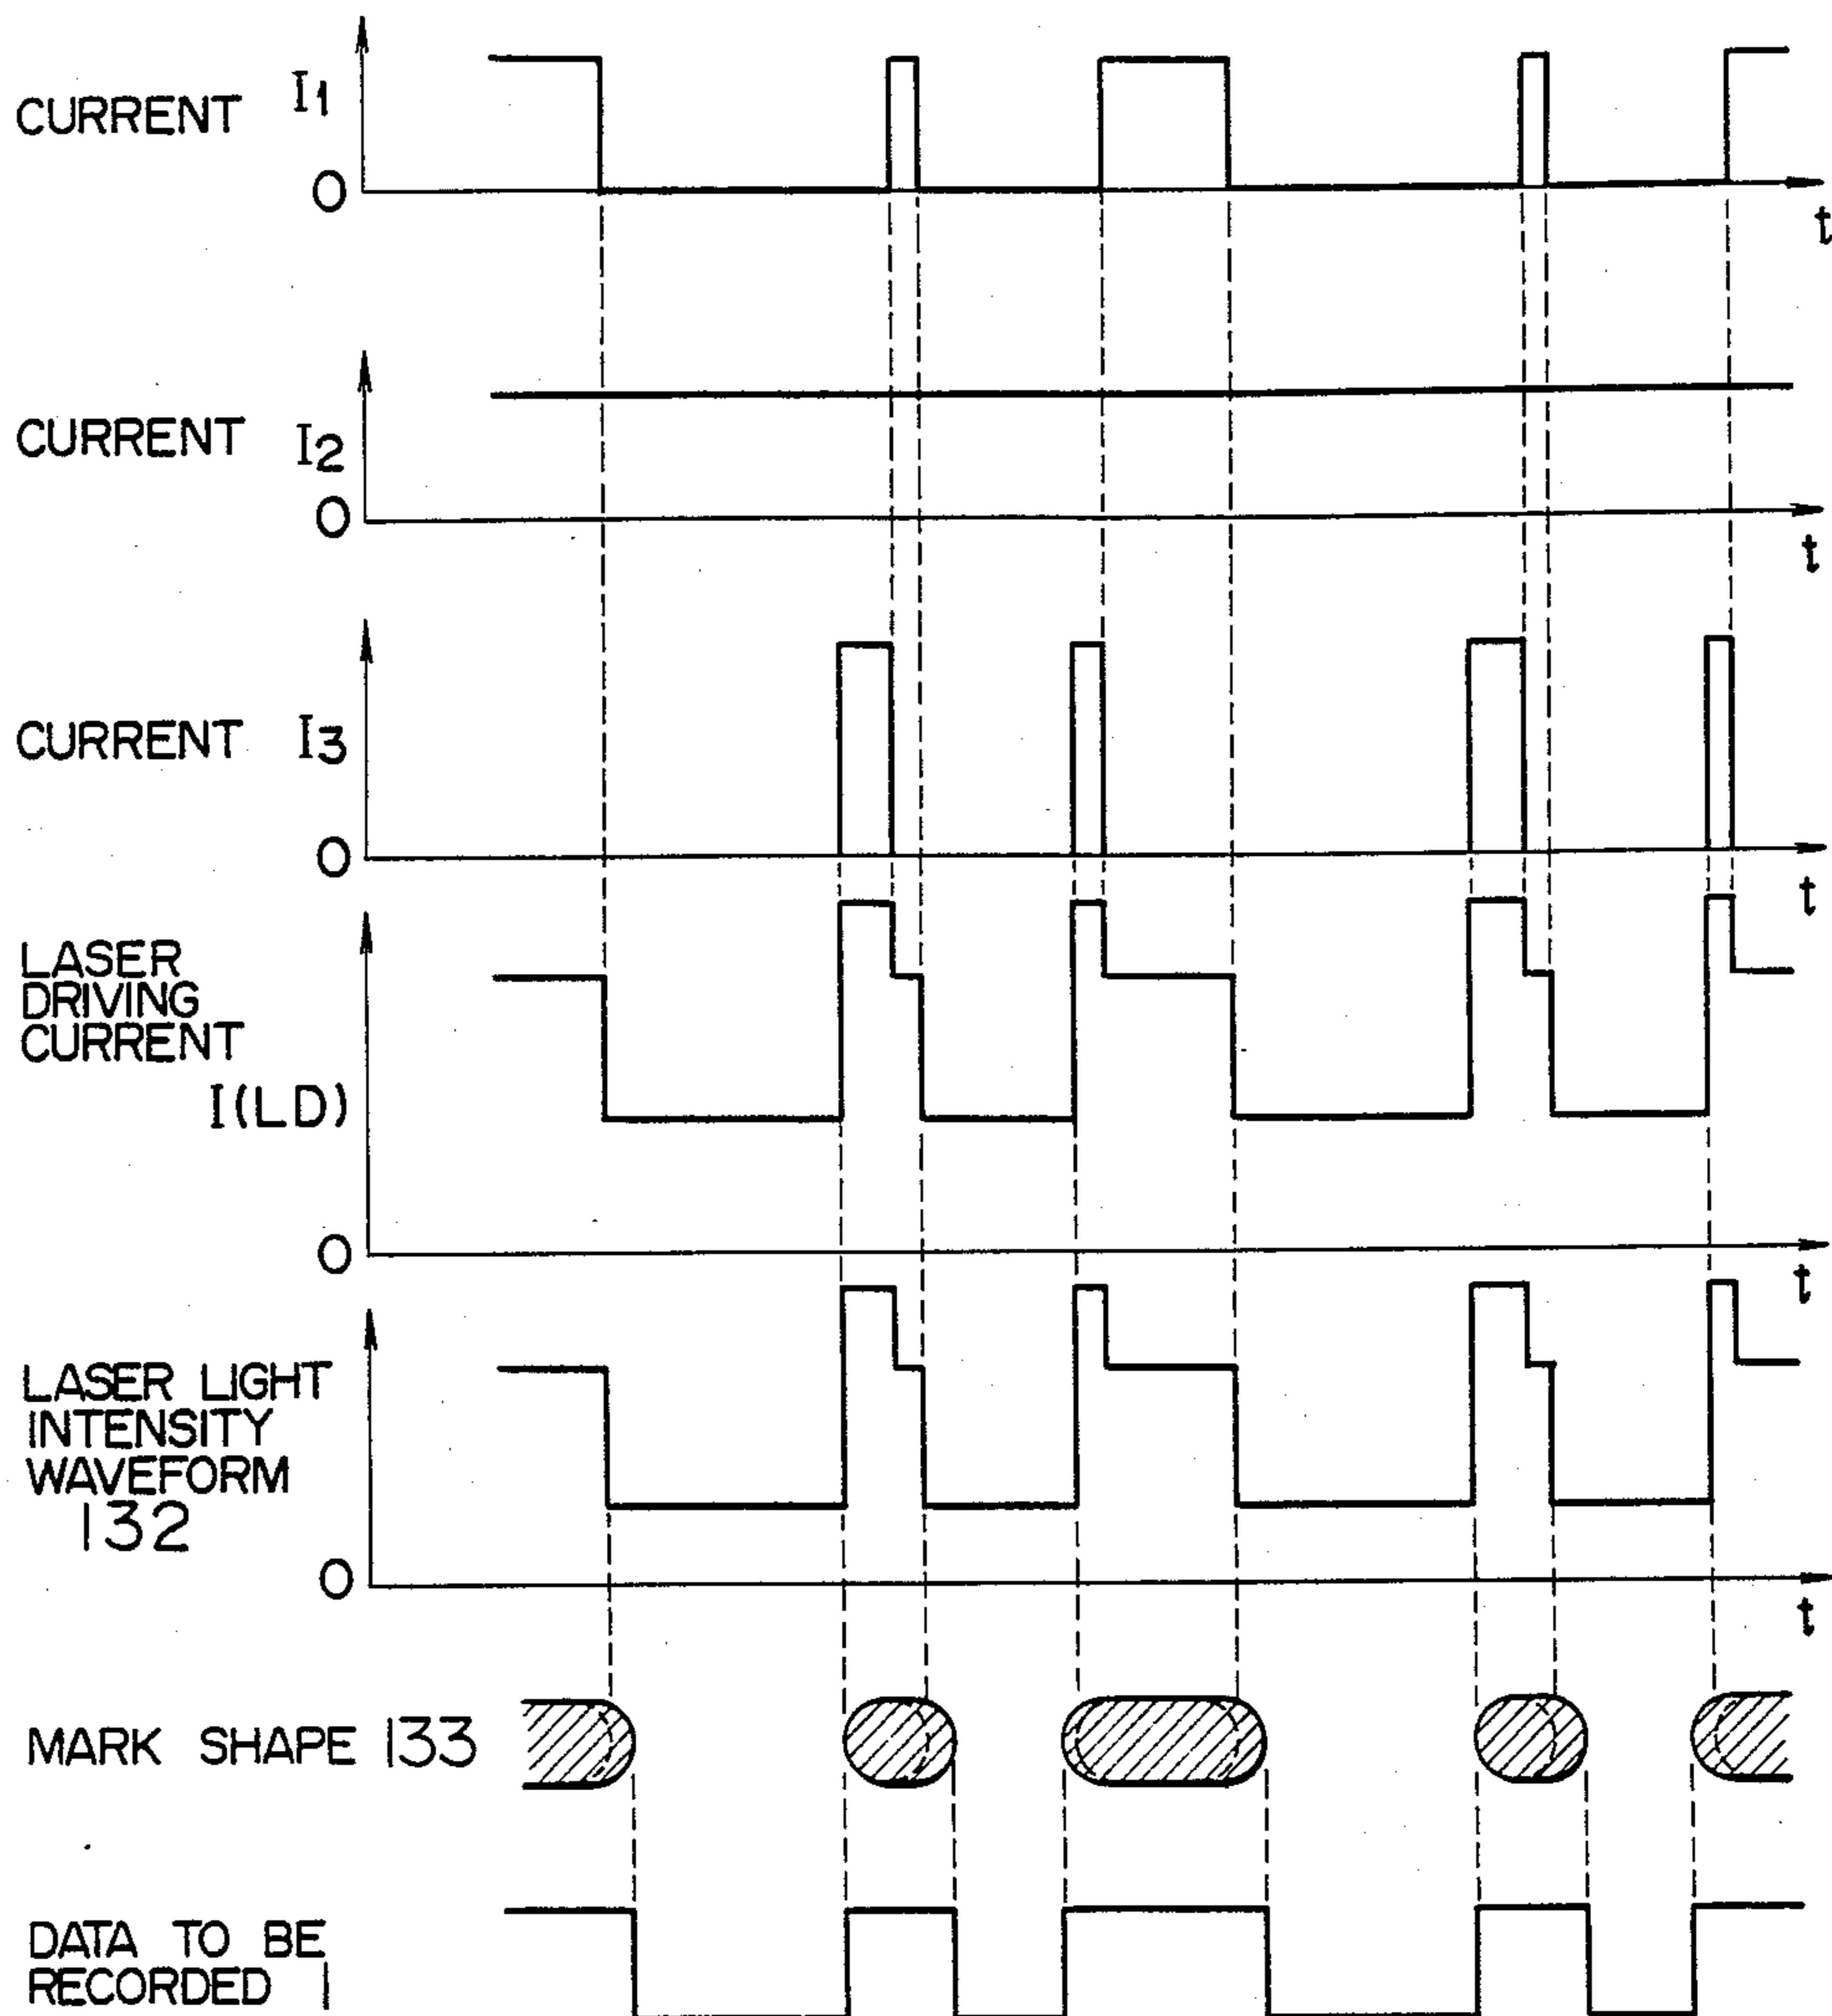 CURRENT I1
0
t
CURRENT I2
0
t
CURRENT I3
0
t
LASER
DRIVING
CURRENT
I(LD)
0
t
LASER LIGHT
INTENSITY
WAVEFORM
132
0
t
MARK SHAPE 133
DATA TO BE
RECORDED 1